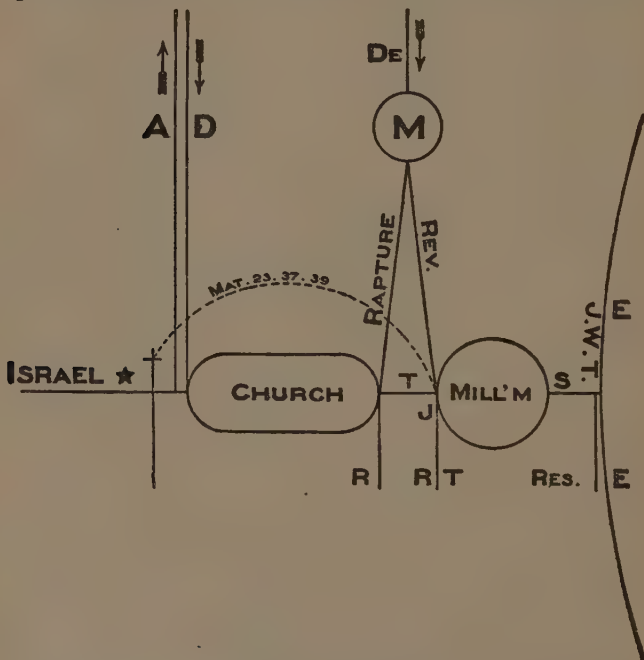 DE
M
A D
RAPTURE
REV.
MAT. 23. 37. 39
E
J.W.T.
ISRAEL
CHURCH
T
J
MILL'M
S
R
R T
RES.
E